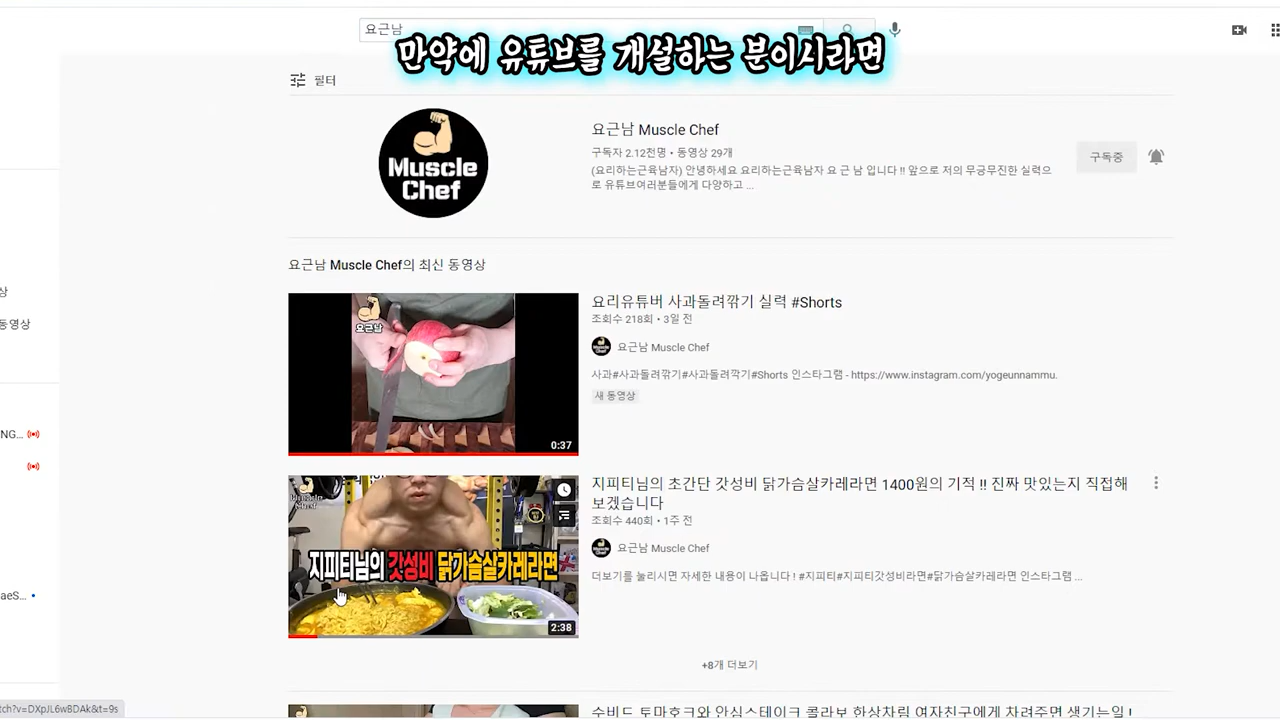 요근남
만약에 유튜브를 개설하는 분이시라면
필터
Muscle
Chef
요근남 Muscle Chef
구독자 2.12천명 • 동영상 29개
(요리하는근육남자) 안녕하세요 요리하는근육남자 요 근 남 입니다 !! 앞으로 저의 무궁무진한 실력으
로 유튜브여러분들에게 다양하고 ...
구독중
요근남 Muscle Chef의 최신 동영상
상
동영상
요근남
0:37
요리유튜버 사과돌려깎기 실력 #Shorts
조회수 218회 • 3일 전
요근남 Muscle Chef
사과#사과돌려깎기#사과돌려깍기#Shorts 인스타그램 - https://www.instagram.com/yogeunnammu.
새 동영상
NG...
지피티님의 갓성비 닭가슴살카레라면
2:38
지피티님의 초간단 갓성비 닭가슴살카레라면 1400원의 기적 !! 진짜 맛있는지 직접해
보겠습니다
조회수 440회 • 1주 전
요근남 Muscle Chef
더보기를 눌리시면 자세한 내용이 나옵니다 ! #지피티#지피티갓성비라면#닭가슴살카레라면 인스타그램 ...
aeS...
+8개 더보기
tch?v=DXpJL6wBDAk&t=9s
수비드 토마호크와 안심스테이크 콜라보 한상차림 여자친구에게 차려주면 생기는일 !